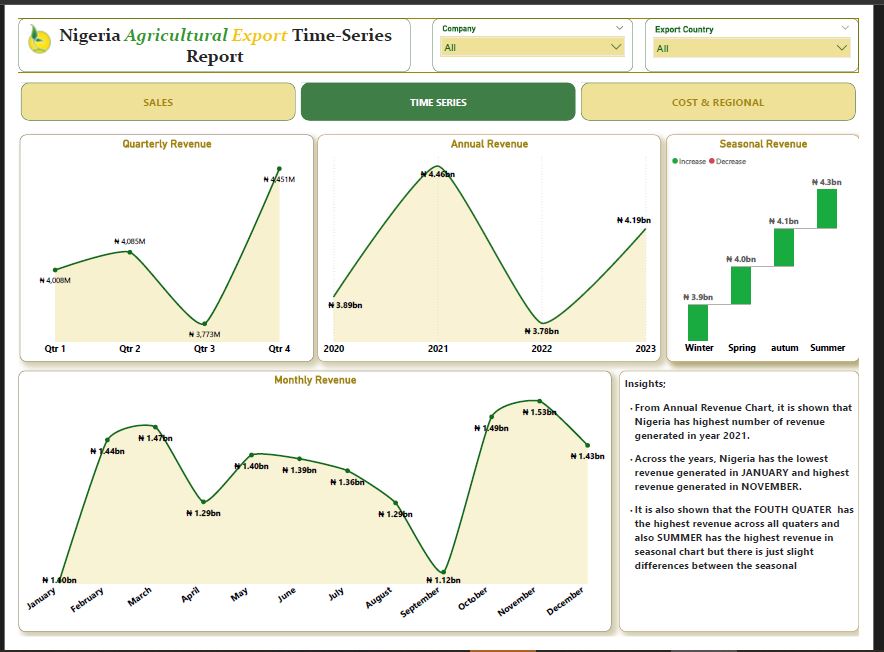 Nigeria Agricultural Export Time-Series
Report
Company
All
Export Country
All
SALES
TIME SERIES
COST & REGIONAL
Quarterly Revenue
₦ 4,008M
₦ 4,085M
₦ 3,773M
₦ 4,451M
Qtr 1
Qtr 2
Qtr 3
Qtr 4
Annual Revenue
₦ 3.89bn
₦ 4.46bn
₦ 3.78bn
₦ 4.19bn
2020
2021
2022
2023
Seasonal Revenue
Increase
Decrease
₦ 3.9bn
₦ 4.0bn
₦ 4.1bn
₦ 4.3bn
Winter
Spring
autum
Summer
Monthly Revenue
₦ 1.44bn
₦ 1.47bn
₦ 1.29bn
₦ 1.40bn
₦ 1.39bn
₦ 1.36bn
₦ 1.29bn
₦ 1.12bn
₦ 1.49bn
₦ 1.53bn
₦ 1.43bn
January
February
March
April
May
June
July
August
September
October
November
December
Insights;
· From Annual Revenue Chart, it is shown that
Nigeria has highest number of revenue
generated in year 2021.
· Across the years, Nigeria has the lowest
revenue generated in JANUARY and highest
revenue generated in NOVEMBER.
· It is also shown that the FOUTH QUATER has
the highest revenue across all quaters and
also SUMMER has the highest revenue in
seasonal chart but there is just slight
differences between the seasonal